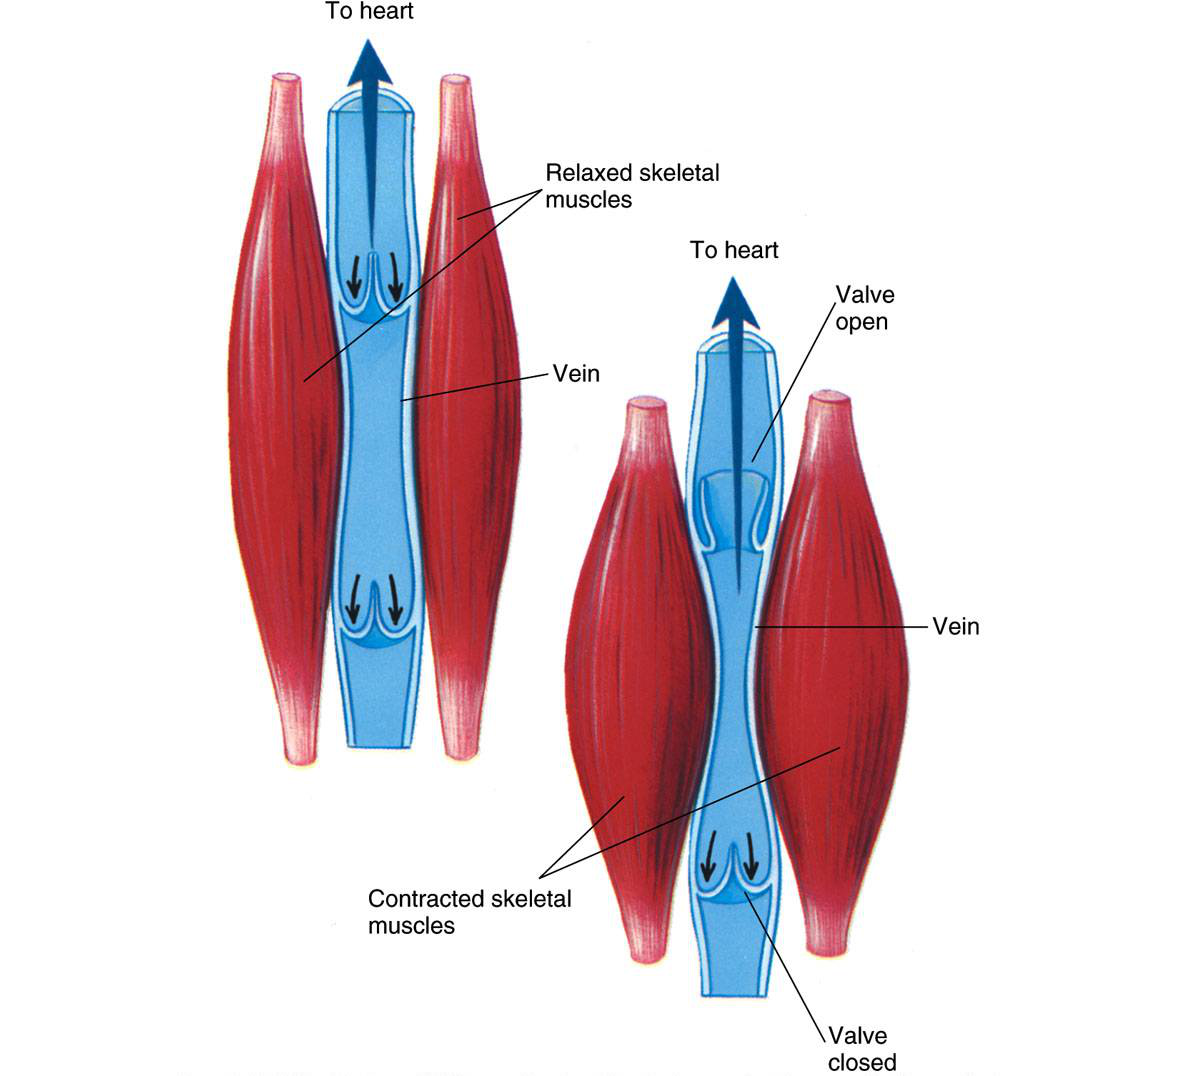 To heart
Relaxed skeletal
muscles
Vein
To heart
Valve
open
Vein
Contracted skeletal
muscles
Valve
closed